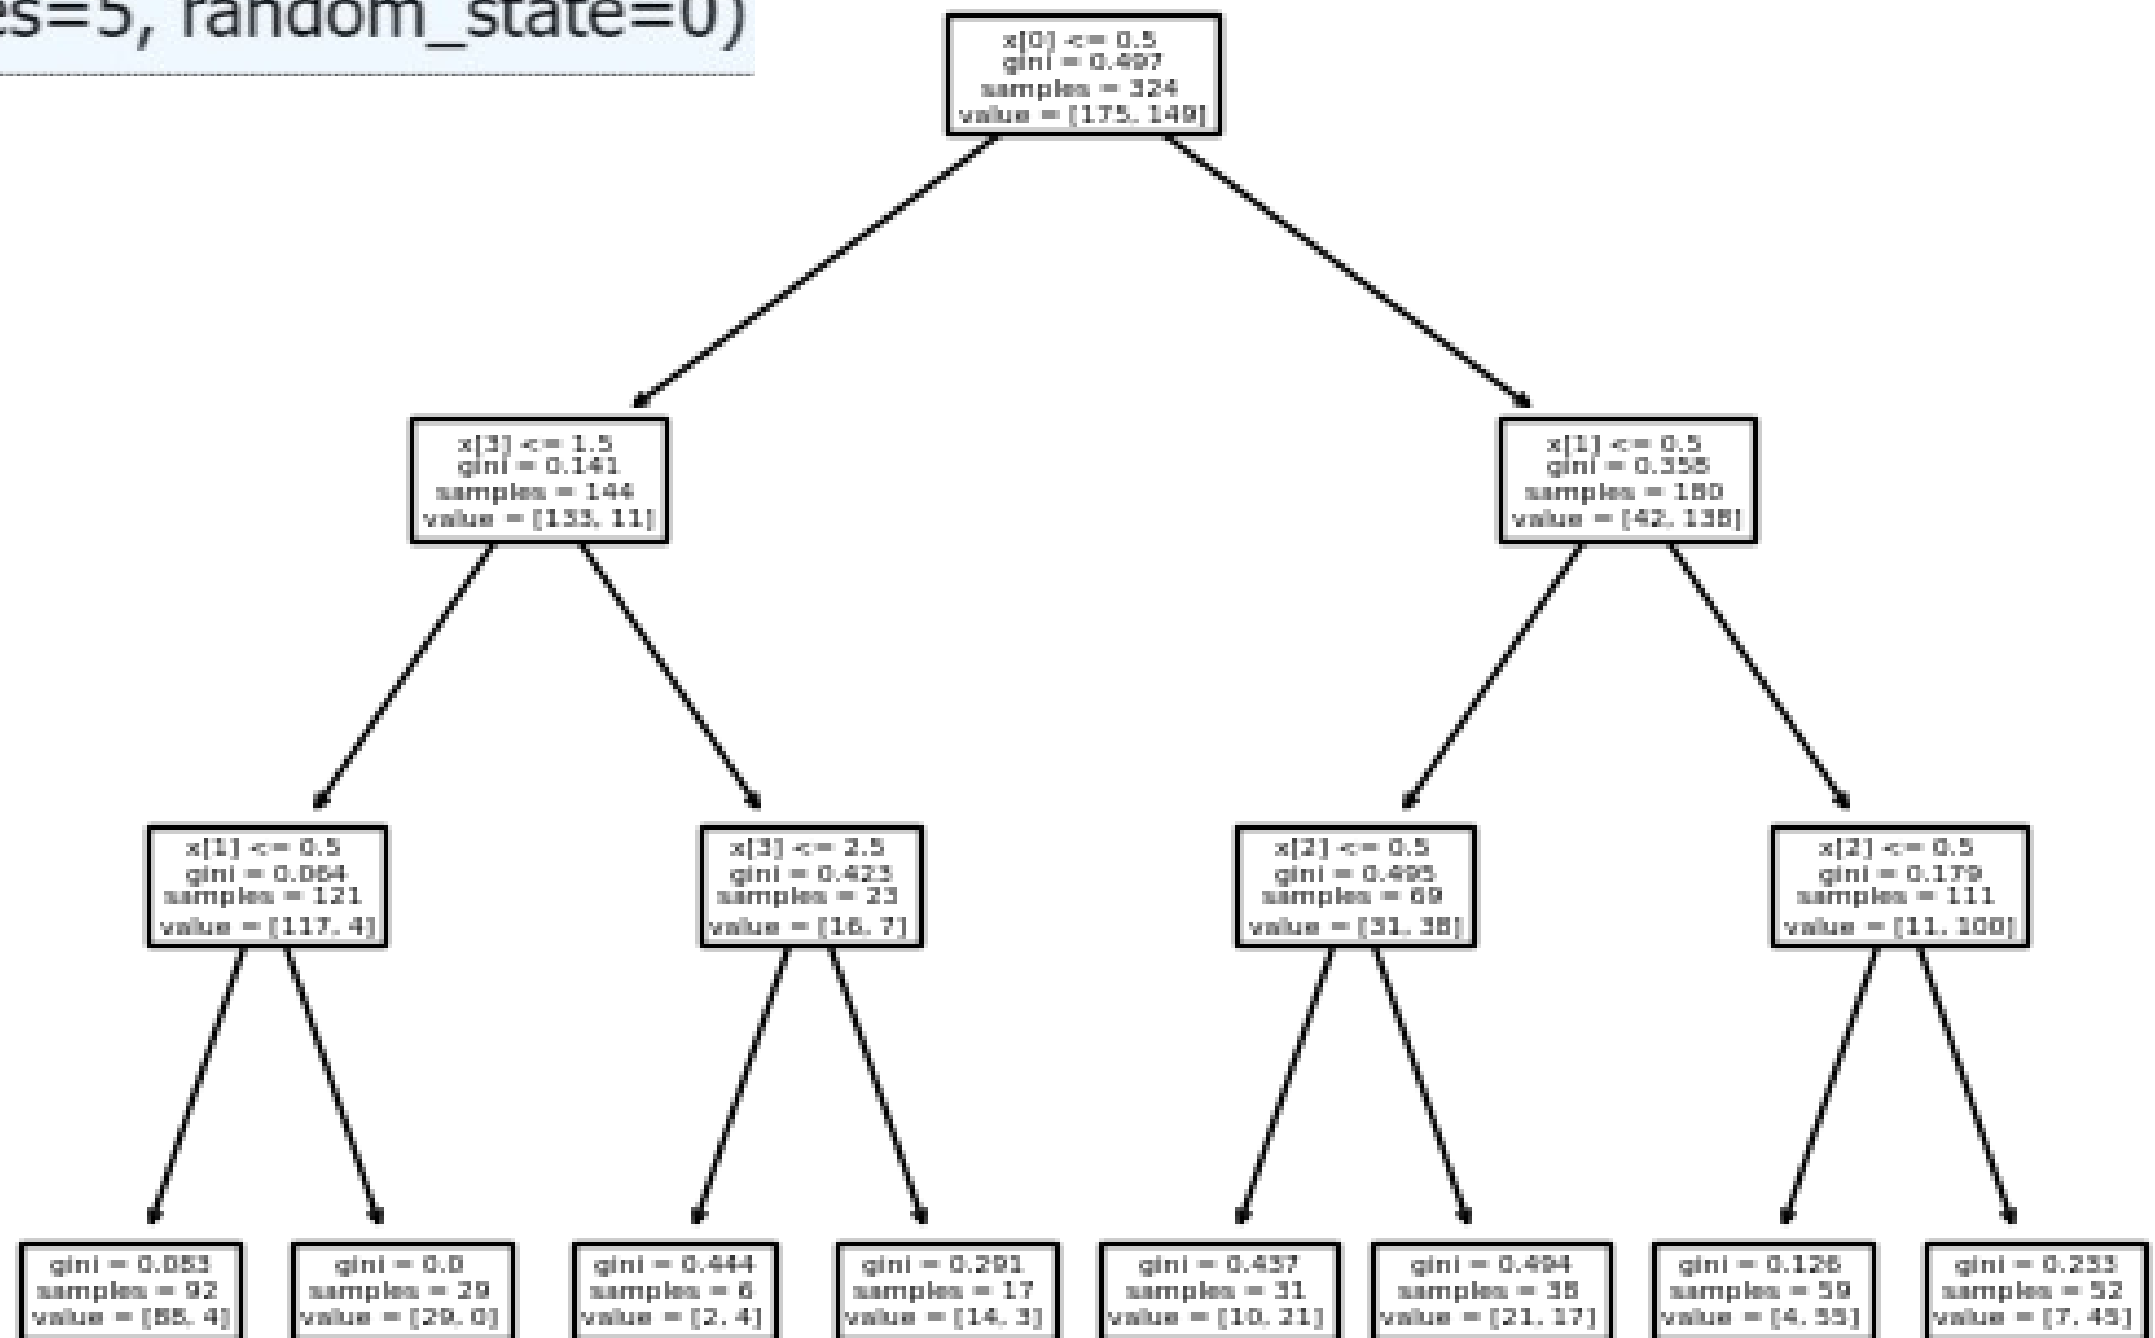 es=5, random_state=0)
x[0] <= 0.5
gini = 0.497
samples = 324
value = [175, 149]
x[3] <= 1.5
gini = 0.141
samples = 144
value = [133, 11]
x[1] <= 0.5
gini = 0.358
samples = 180
value = [42, 138]
x[1] <= 0.5
gini = 0.064
samples = 121
value = [117, 4]
x[3] <= 2.5
gini = 0.423
samples = 23
value = [16, 7]
x[2] <= 0.5
gini = 0.495
samples = 69
value = [31, 38]
x[2] <= 0.5
gini = 0.179
samples = 111
value = [11, 100]
gini = 0.083
samples = 92
value = [88, 4]
gini = 0.0
samples = 29
value = [29, 0]
gini = 0.444
samples = 6
value = [2, 4]
gini = 0.291
samples = 17
value = [14, 3]
gini = 0.437
samples = 31
value = [10, 21]
gini = 0.494
samples = 38
value = [21, 17]
gini = 0.126
samples = 59
value = [4, 55]
gini = 0.233
samples = 52
value = [7, 45]